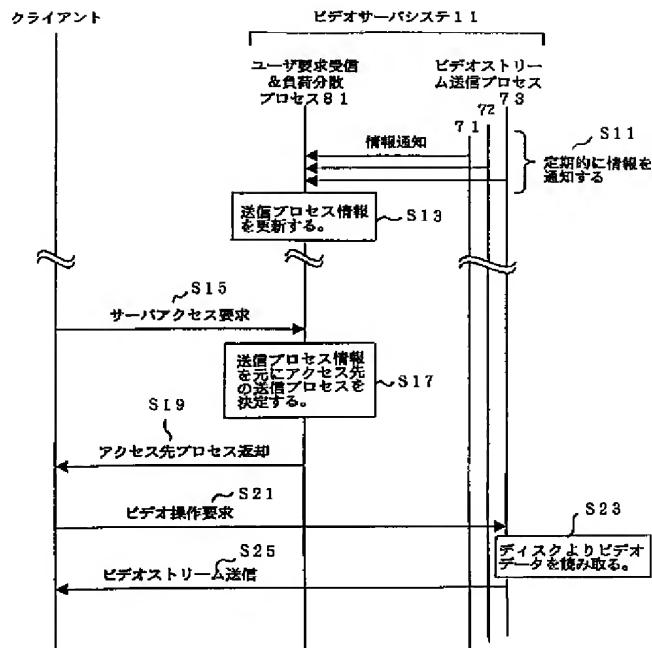 クライアント
ビデオサーバシステ１１
ユーザ要求受信
&負荷分散
プロセス８１
ビデオストリー
ム送信プロセス
７３
７２
７１
情報通知
Ｓ１１
定期的に情報を
通知する
送信プロセス情報
を更新する。
Ｓ１３
Ｓ１５
サーバアクセス要求
送信プロセス情報
を元にアクセス先
の送信プロセスを
決定する。
Ｓ１７
Ｓ１９
アクセス先プロセス返却
Ｓ２１
ビデオ操作要求
Ｓ２３
ディスクよりビデオ
データを読み取る。
Ｓ２５
ビデオストリーム送信